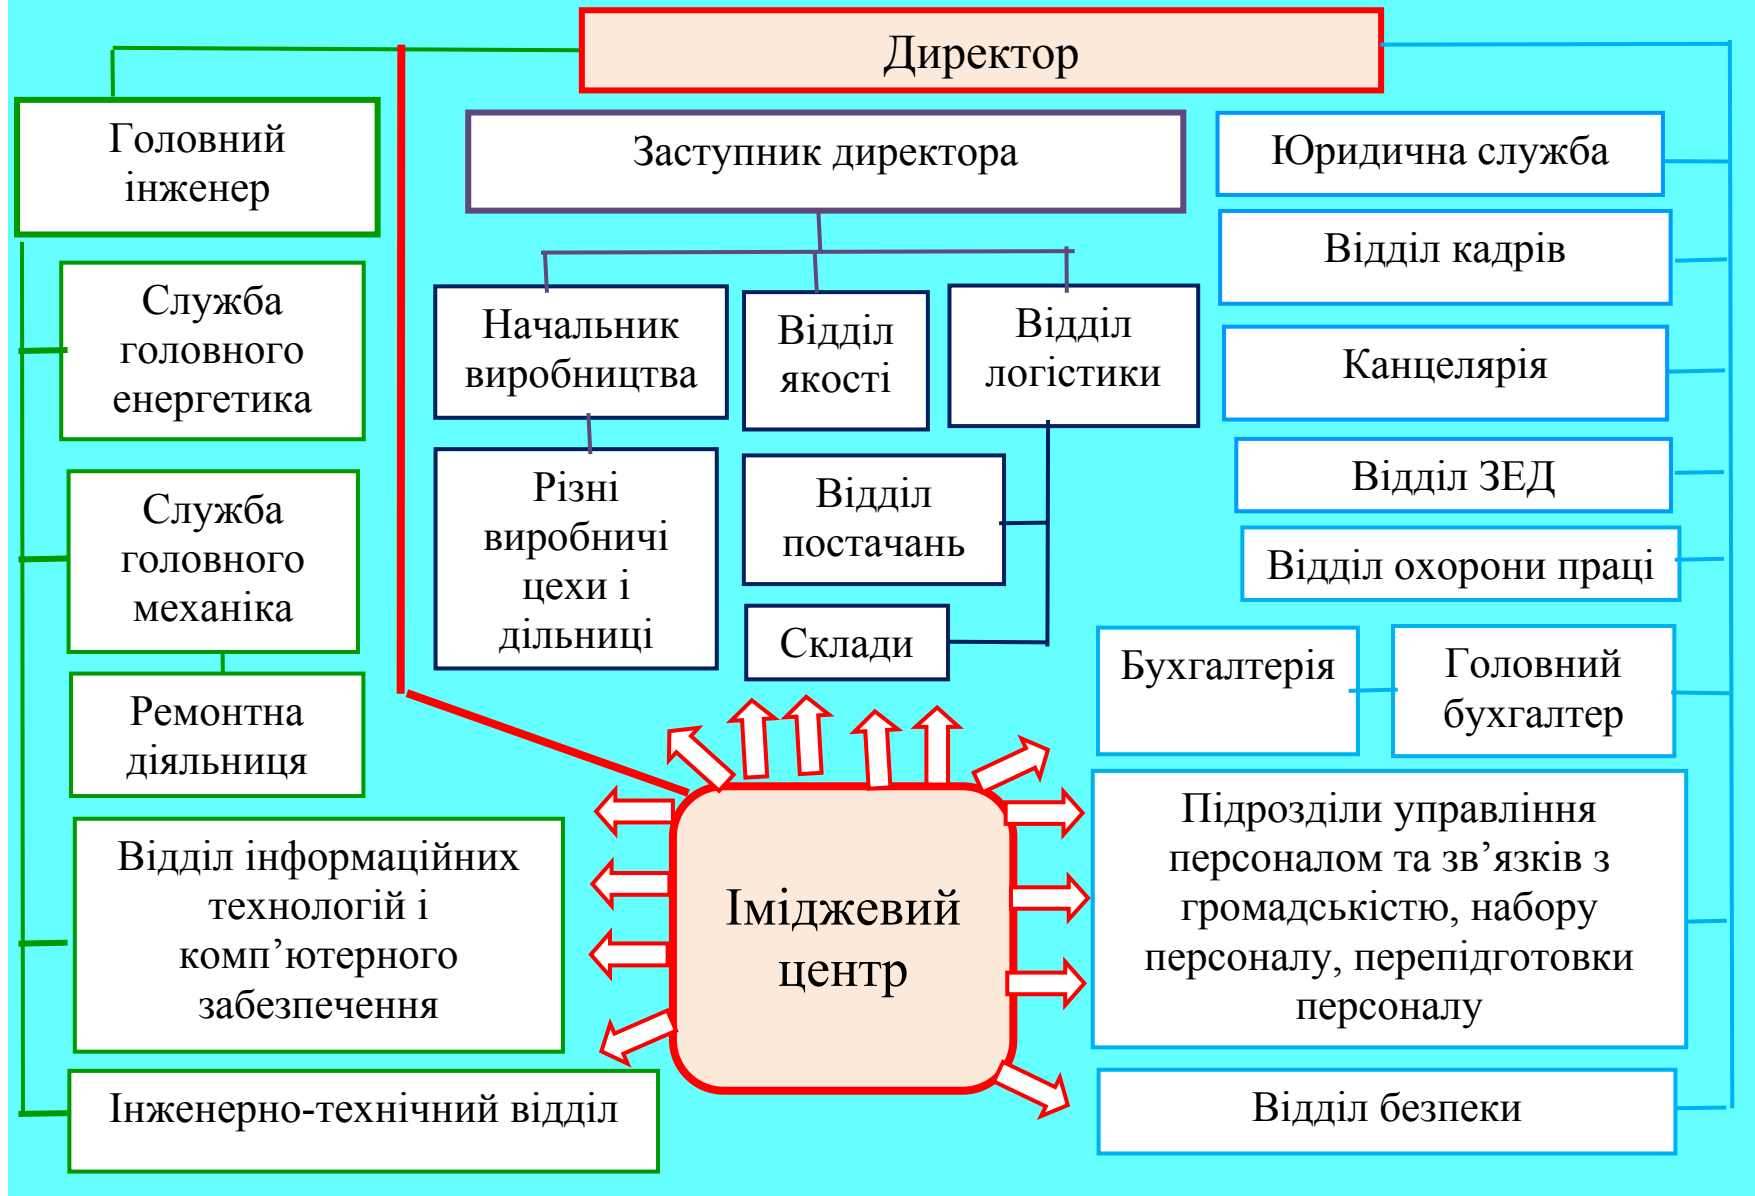 Директор
Головний
інженер
Служба
головного
енергетика
Служба
головного
механіка
Ремонтна
діяльниця
Відділ інформаційних
технологій і
комп’ютерного
забезпечення
Інженерно-технічний відділ
Заступник директора
Начальник
виробництва
Відділ
якості
Відділ
логістики
Різні
виробничі
цехи і
дільниці
Відділ
постачань
Склади
Іміджевий
центр
Юридична служба
Відділ кадрів
Канцелярія
Відділ ЗЕД
Відділ охорони праці
Бухгалтерія
Головний
бухгалтер
Підрозділи управління
персоналом та зв’язків з
громадськістю, набору
персоналу, перепідготовки
персоналу
Відділ безпеки